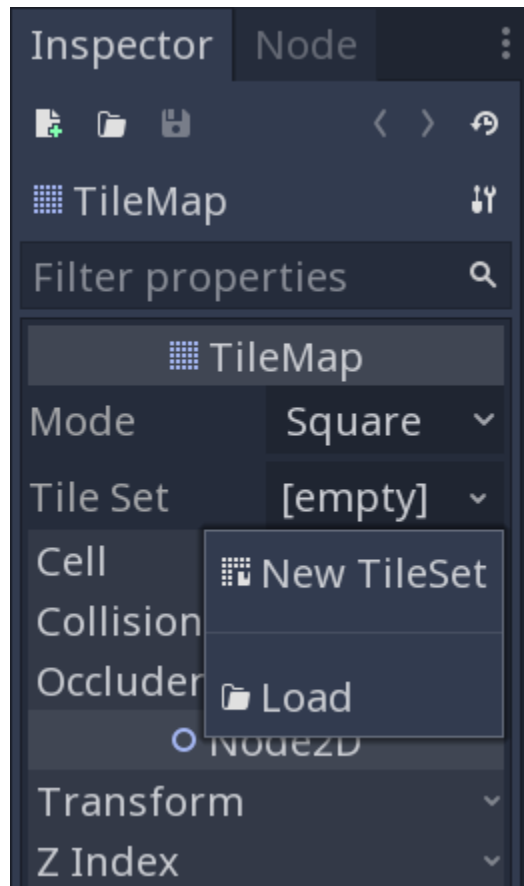 Inspector Node
TileMap
Filter properties
TileMap
Mode Square
Tile Set [empty]
Cell
New TileSet
Collision
Occluder
Load
Node2D
Transform
Z Index